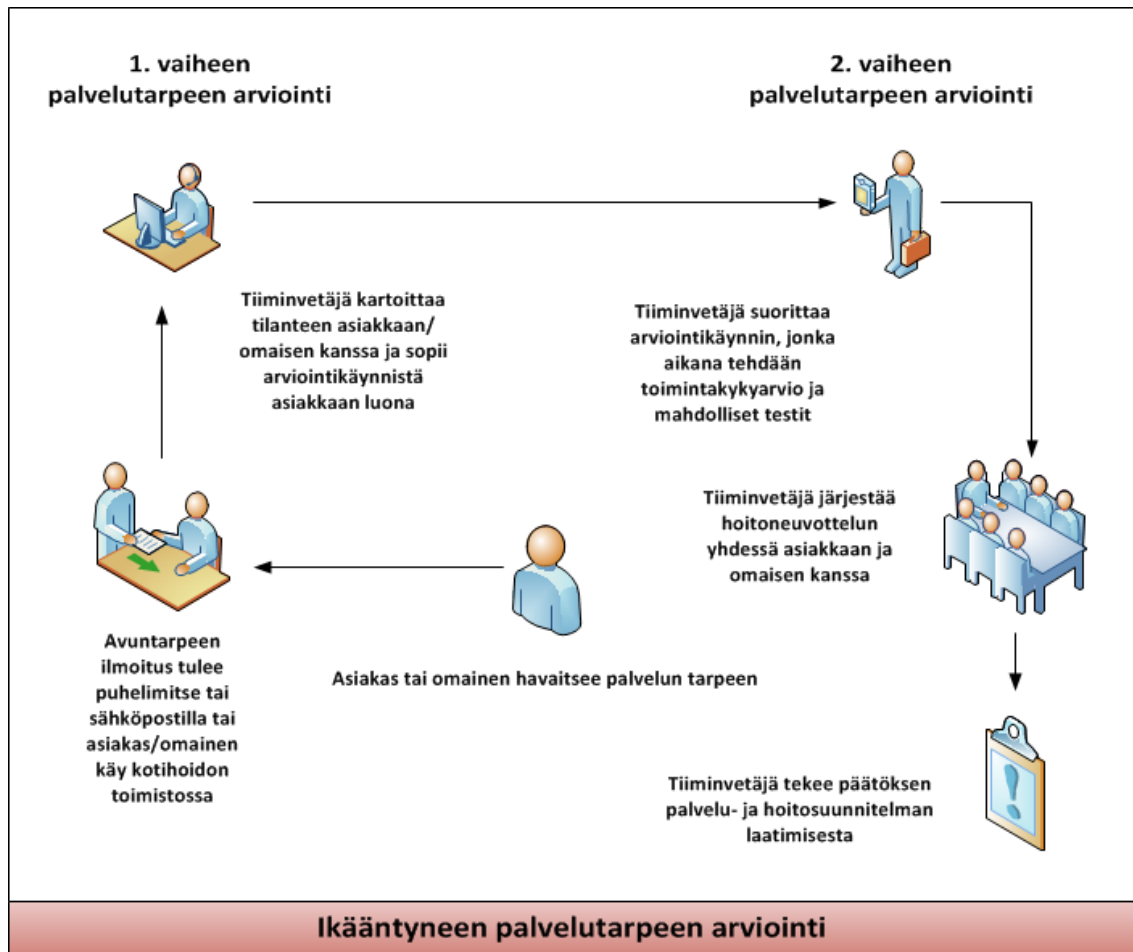 1. vaiheen
palvelutarpeen arviointi
2. vaiheen
palvelutarpeen arviointi
Tiiminvetäjä kartoittaa
tilanteen asiakkaan/
omaisen kanssa ja sopii
arviointikäynnistä
asiakkaan luona
Tiiminvetäjä suorittaa
arviointikäynnin, jonka
aikana tehdään
toimintakykyarvio ja
mahdolliset testit
Tiiminvetäjä järjestää
hoitoneuvottelun
yhdessä asiakkaan ja
omaisen kanssa
Avuntarpeen
ilmoitus tulee
puhelimitse tai
sähköpostilla tai
asiakas/omainen
käy kotihoidon
toimistossa
Asiakas tai omainen havaitsee palvelun tarpeen
Tiiminvetäjä tekee päätöksen
palvelu- ja hoitosuunnitelman
laatimisesta
Ikääntyneen palvelutarpeen arviointi